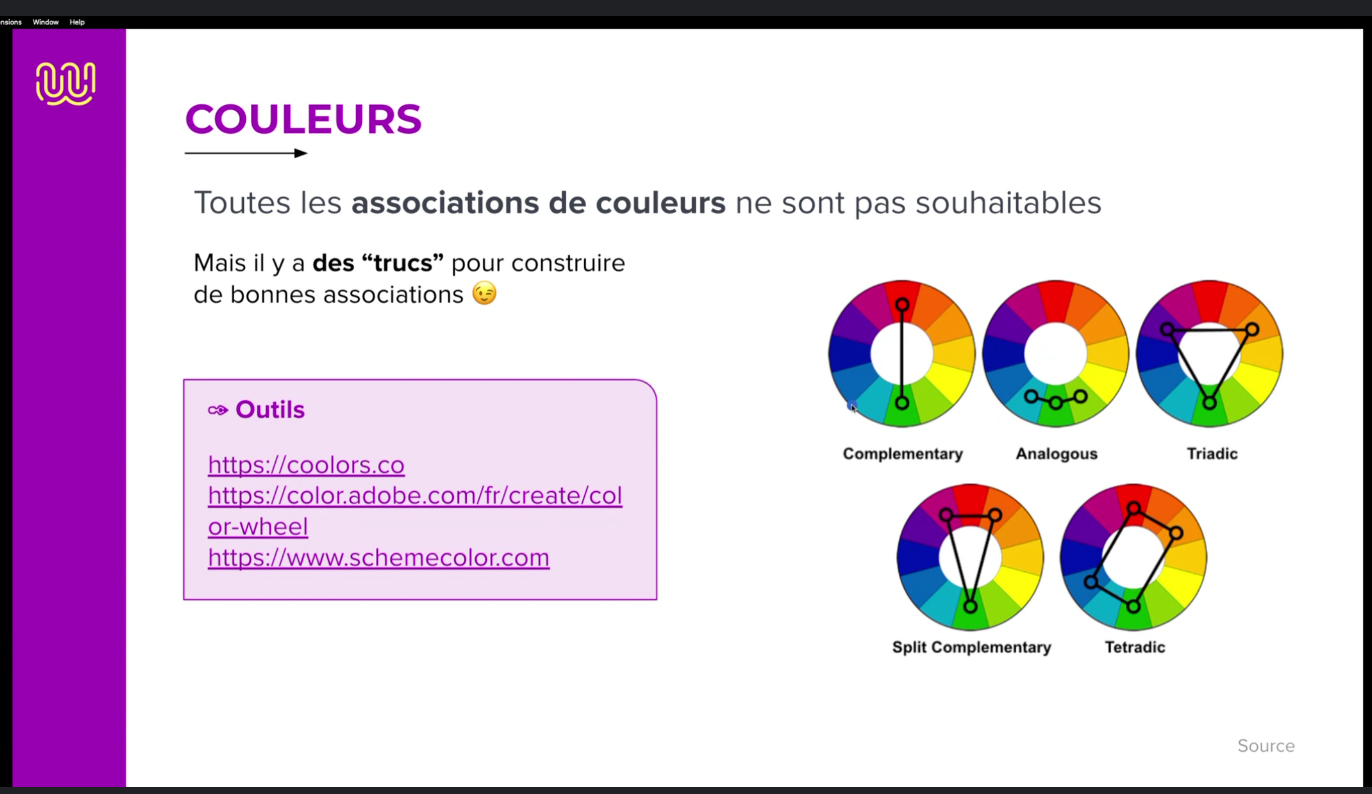 nsions Window Help
COULEURS
Toutes les associations de couleurs ne sont pas souhaitables
Mais il y a des “trucs” pour construire
de bonnes associations 😉
Outils
https://coolors.co
https://color.adobe.com/fr/create/col
or-wheel
https://www.schemecolor.com
Complementary
Analogous
Triadic
Split Complementary
Tetradic
Source